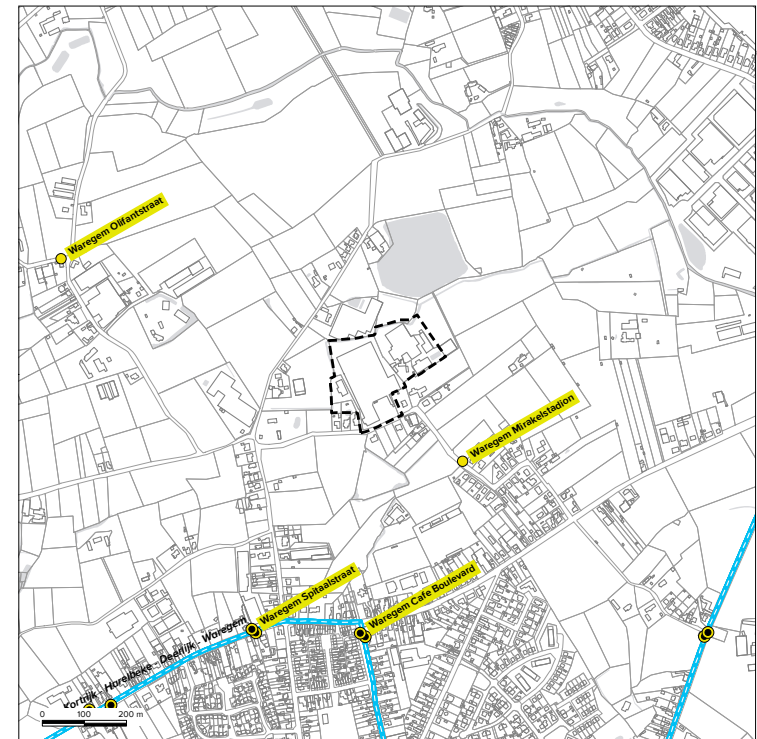 Waregem Olifantstraat
Waregem Mirakelstadion
Waregem Spitaalstraat
Waregem Cafe Boulevard
Kortrijk - Harelbeke - Deerlijk - Waregem
0 100 200 m